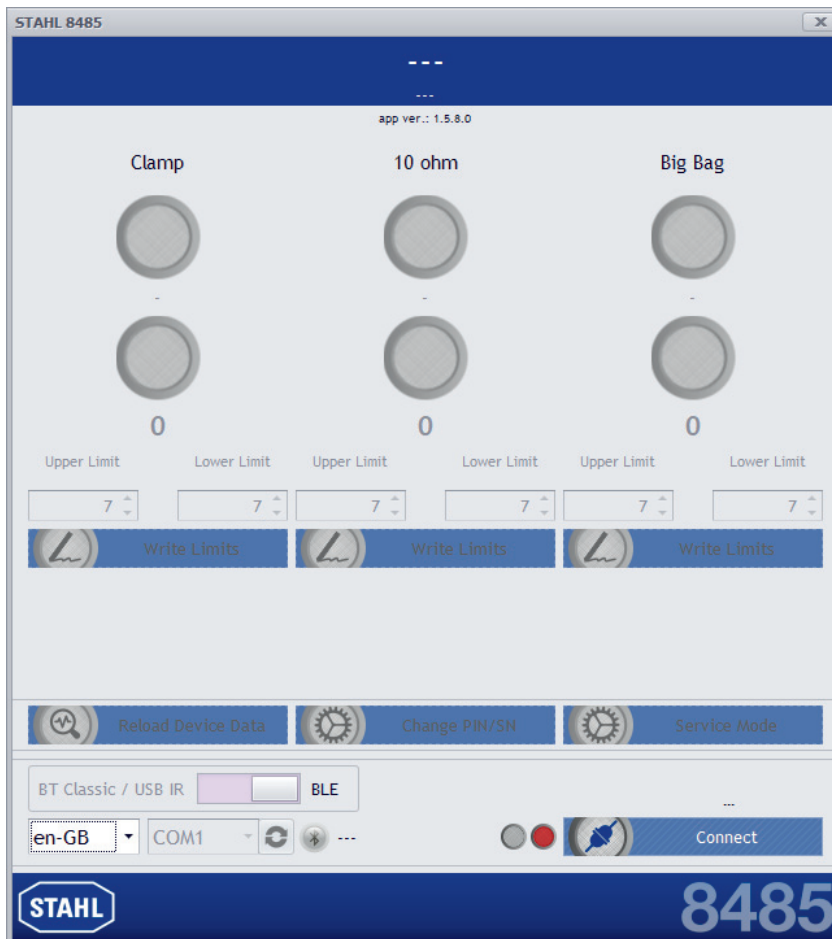 STAHL 8485
---
---
app ver.: 1.5.8.0
Clamp 10 ohm Big Bag
- - -
0 0 0
Upper Limit Lower Limit Upper Limit Lower Limit Upper Limit Lower Limit
7 7 7 7 7 7
Write Limits Write Limits Write Limits
Reload Device Data Change PIN/SN Service Mode
BT Classic / USB IR BLE
---
en-GB COM1 --- Connect
STAHL 8485